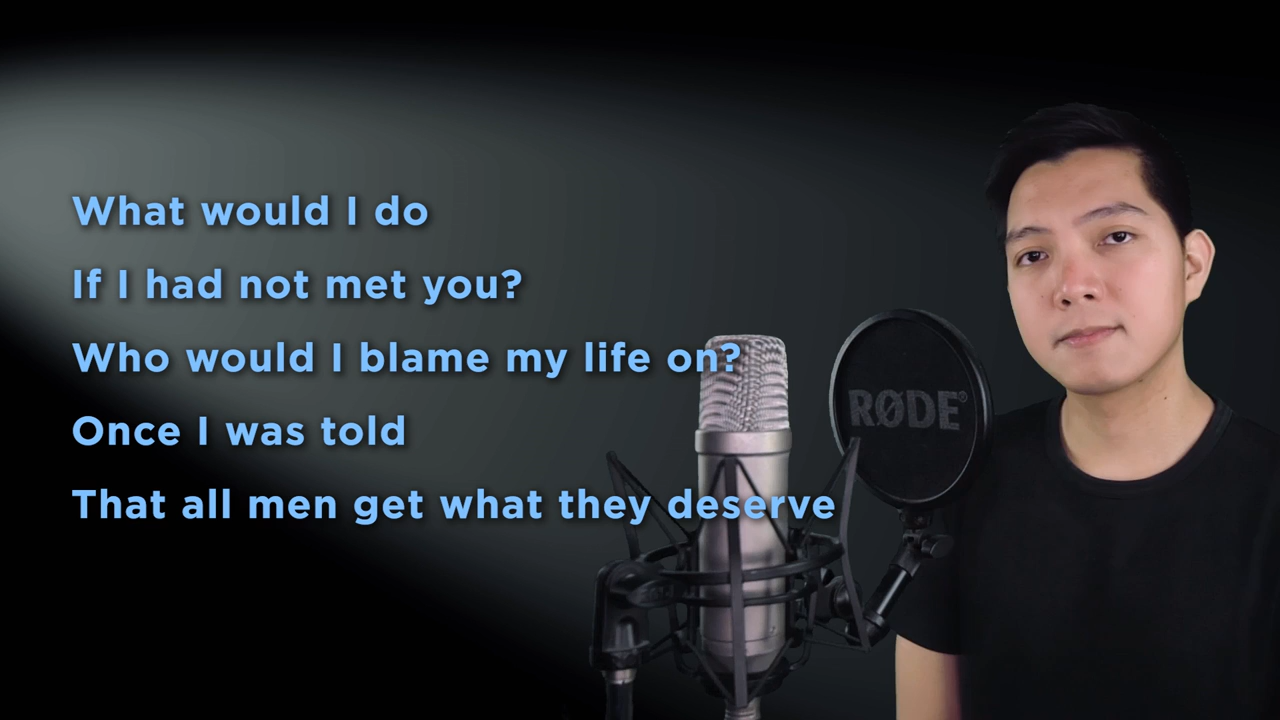 What would I do
If I had not met you?
Who would I blame my life on?
Once I was told
That all men get what they deserve
RØDE®